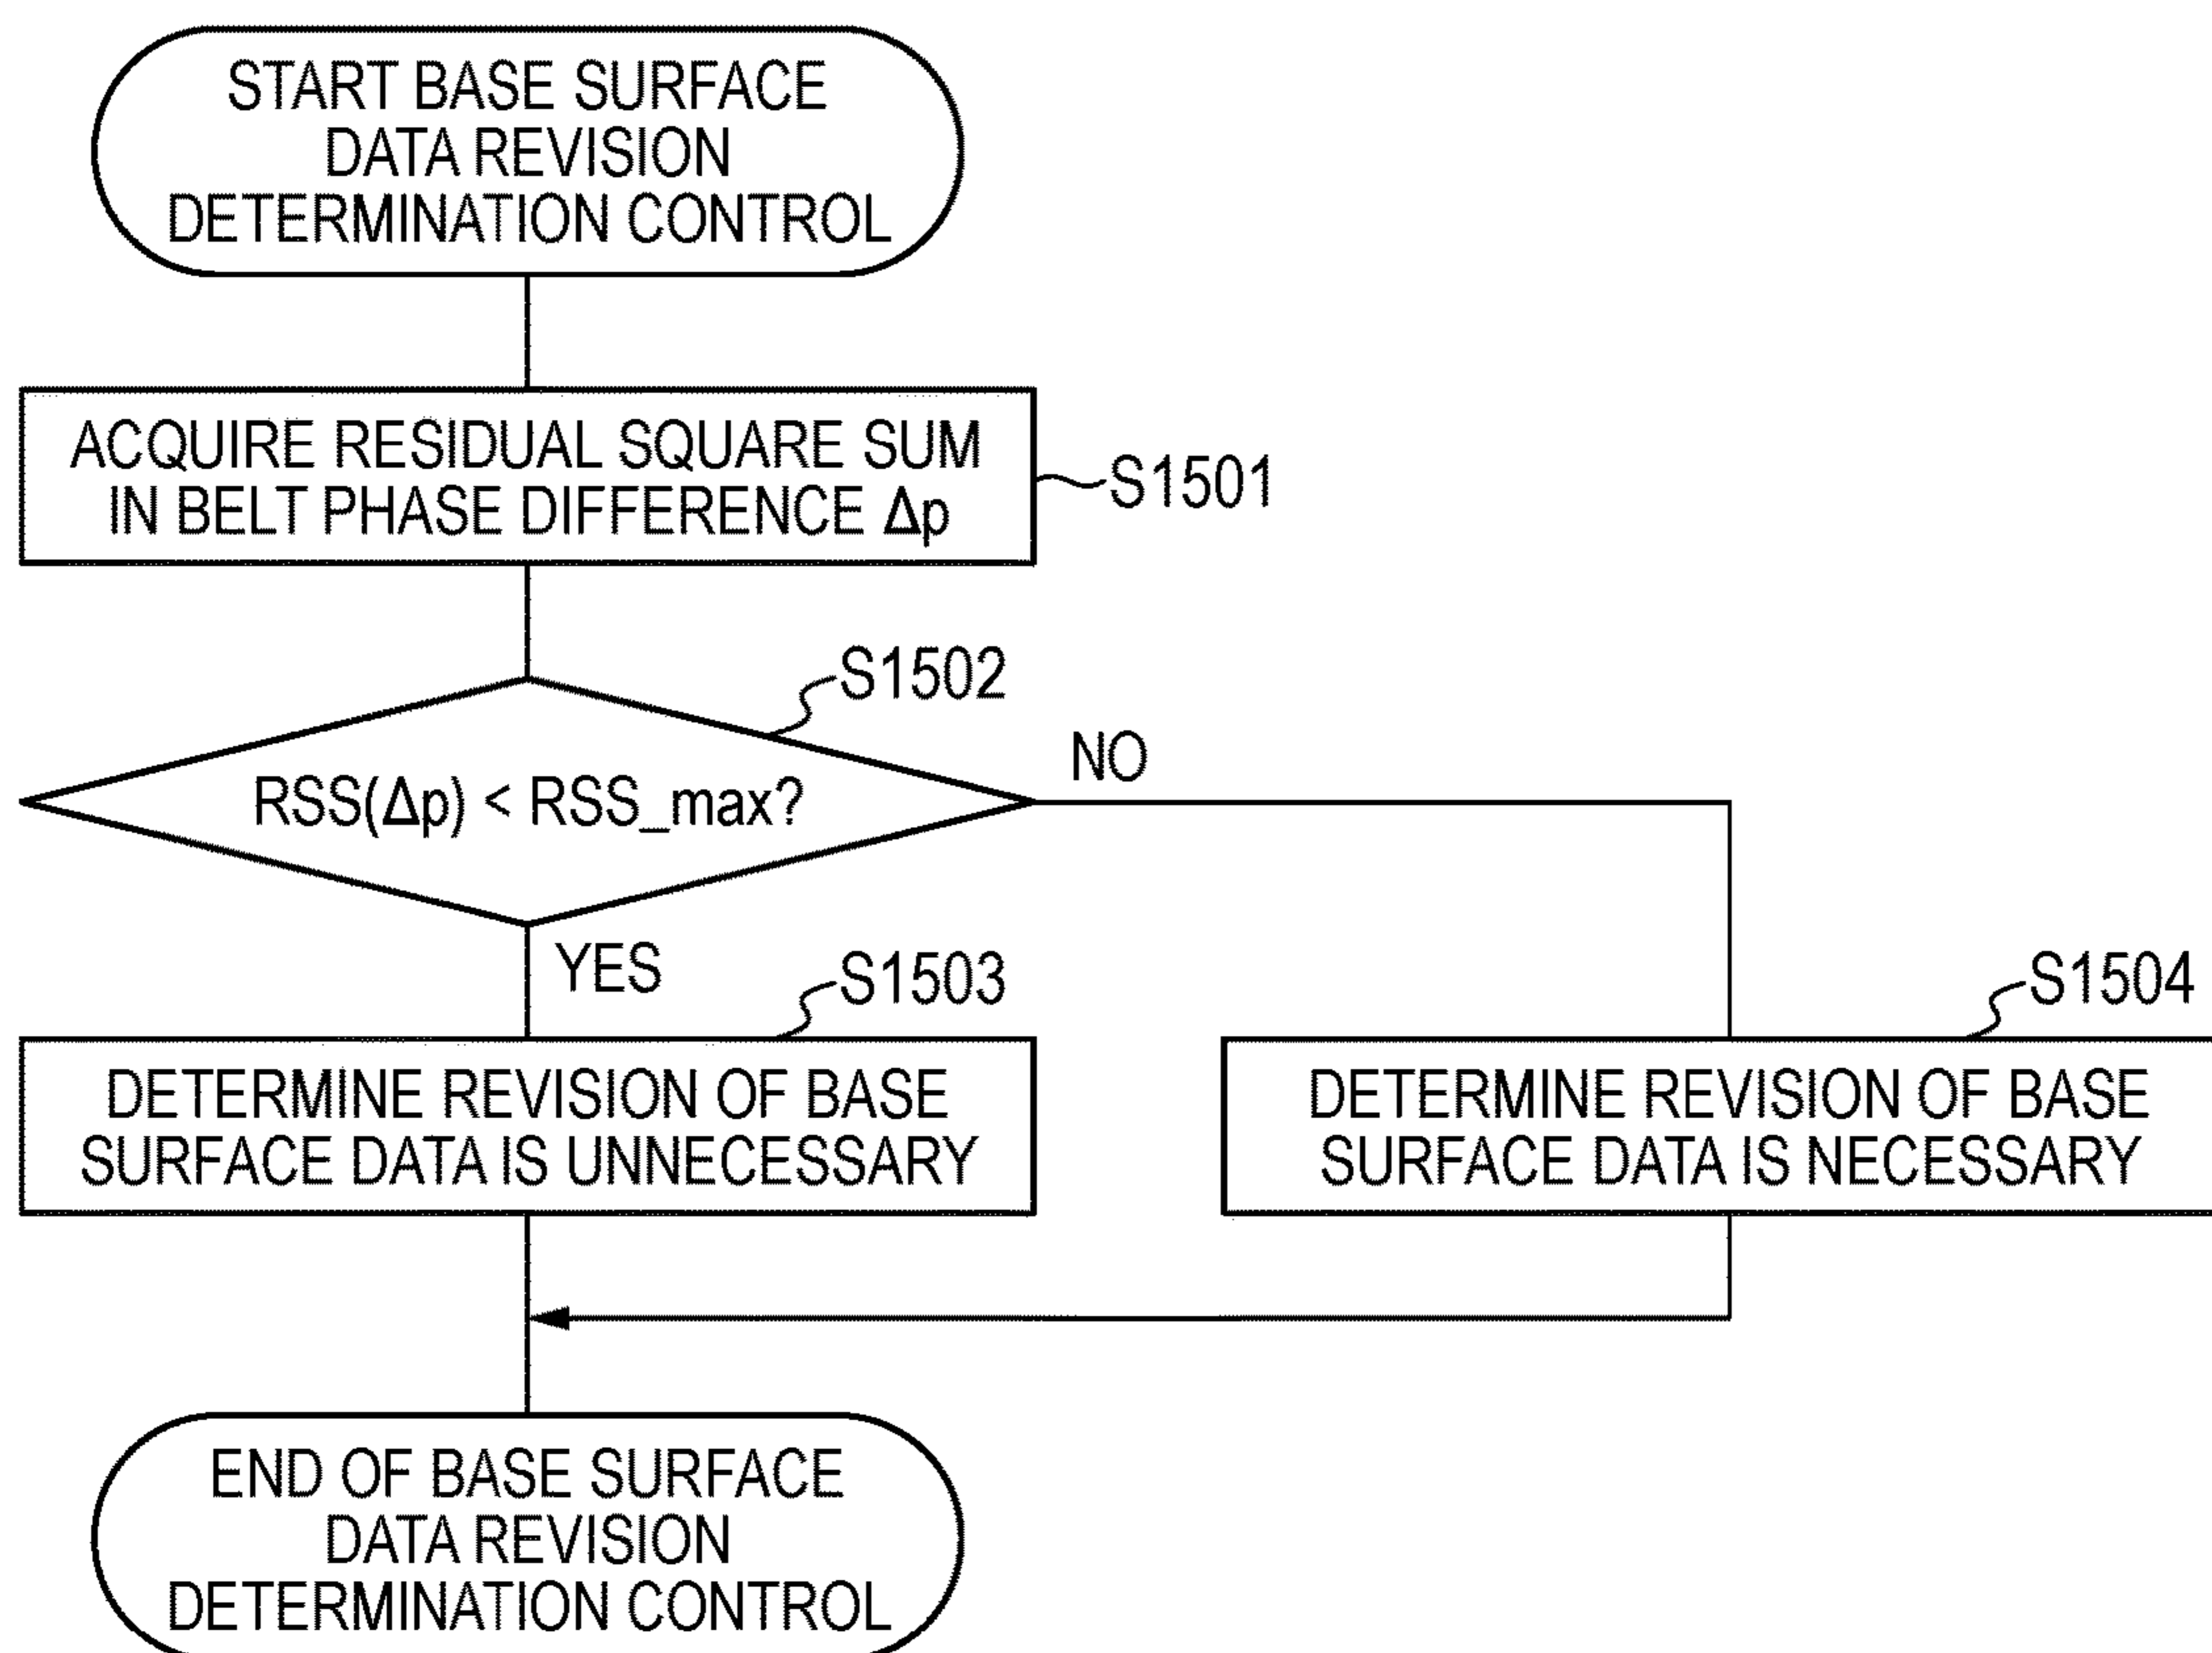 START BASE SURFACE
DATA REVISION
DETERMINATION CONTROL
ACQUIRE RESIDUAL SQUARE SUM
IN BELT PHASE DIFFERENCE Δp
S1501
S1502
RSS(Δp) < RSS_max?
NO
YES
S1503
DETERMINE REVISION OF BASE
SURFACE DATA IS UNNECESSARY
S1504
DETERMINE REVISION OF BASE
SURFACE DATA IS NECESSARY
END OF BASE SURFACE
DATA REVISION
DETERMINATION CONTROL